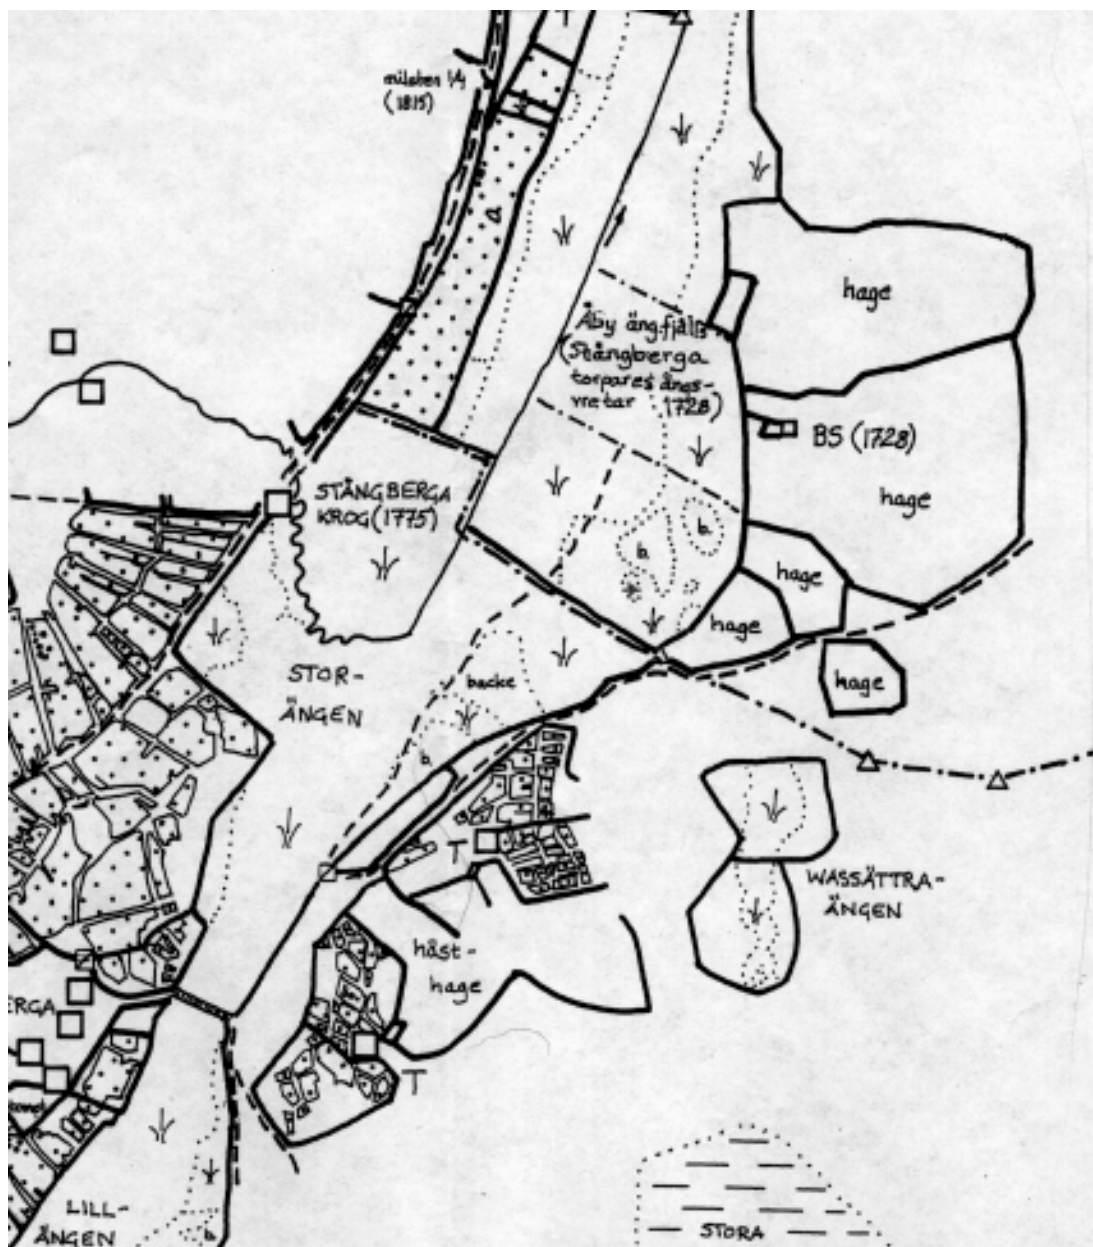 milsten 1/4
(1815)
a
hage
Åby äng.fjäll
(Stångberga
torpares ängs-
vretar 1728)
BS (1728)
hage
STÅNGBERGA
KROG (1775)
b.
b.
hage
hage
hage
STOR-
ÄNGEN
backe
b.
T
WASSÄTTRA-
ÄNGEN
häst-
hage
ERGA
T
LILL-
ÄNGEN
b.
STORA